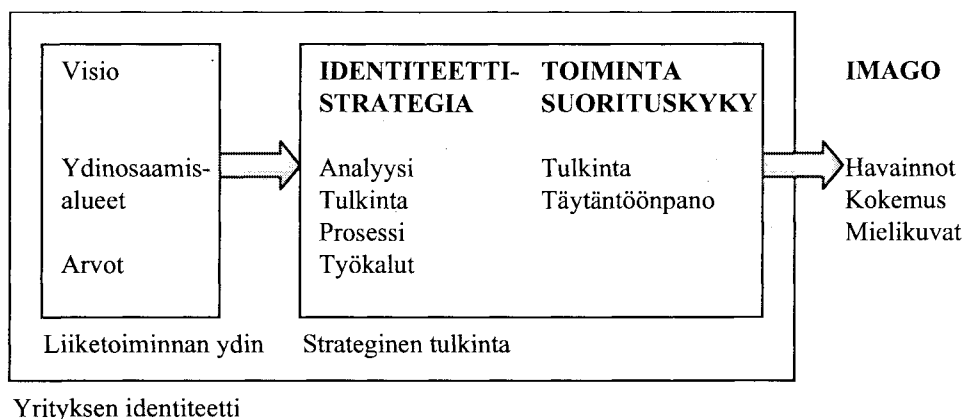 Visio
Ydinosaamis-
alueet
Arvot
Liiketoiminnan ydin
IDENTITEETTI-
STRATEGIA
Analyysi
Tulkinta
Prosessi
Työkalut
TOIMINTA
SUORITUSKYKY
Tulkinta
Täytäntöönpano
Strateginen tulkinta
IMAGO
Havainnot
Kokemus
Mielikuvat
Yrityksen identiteetti